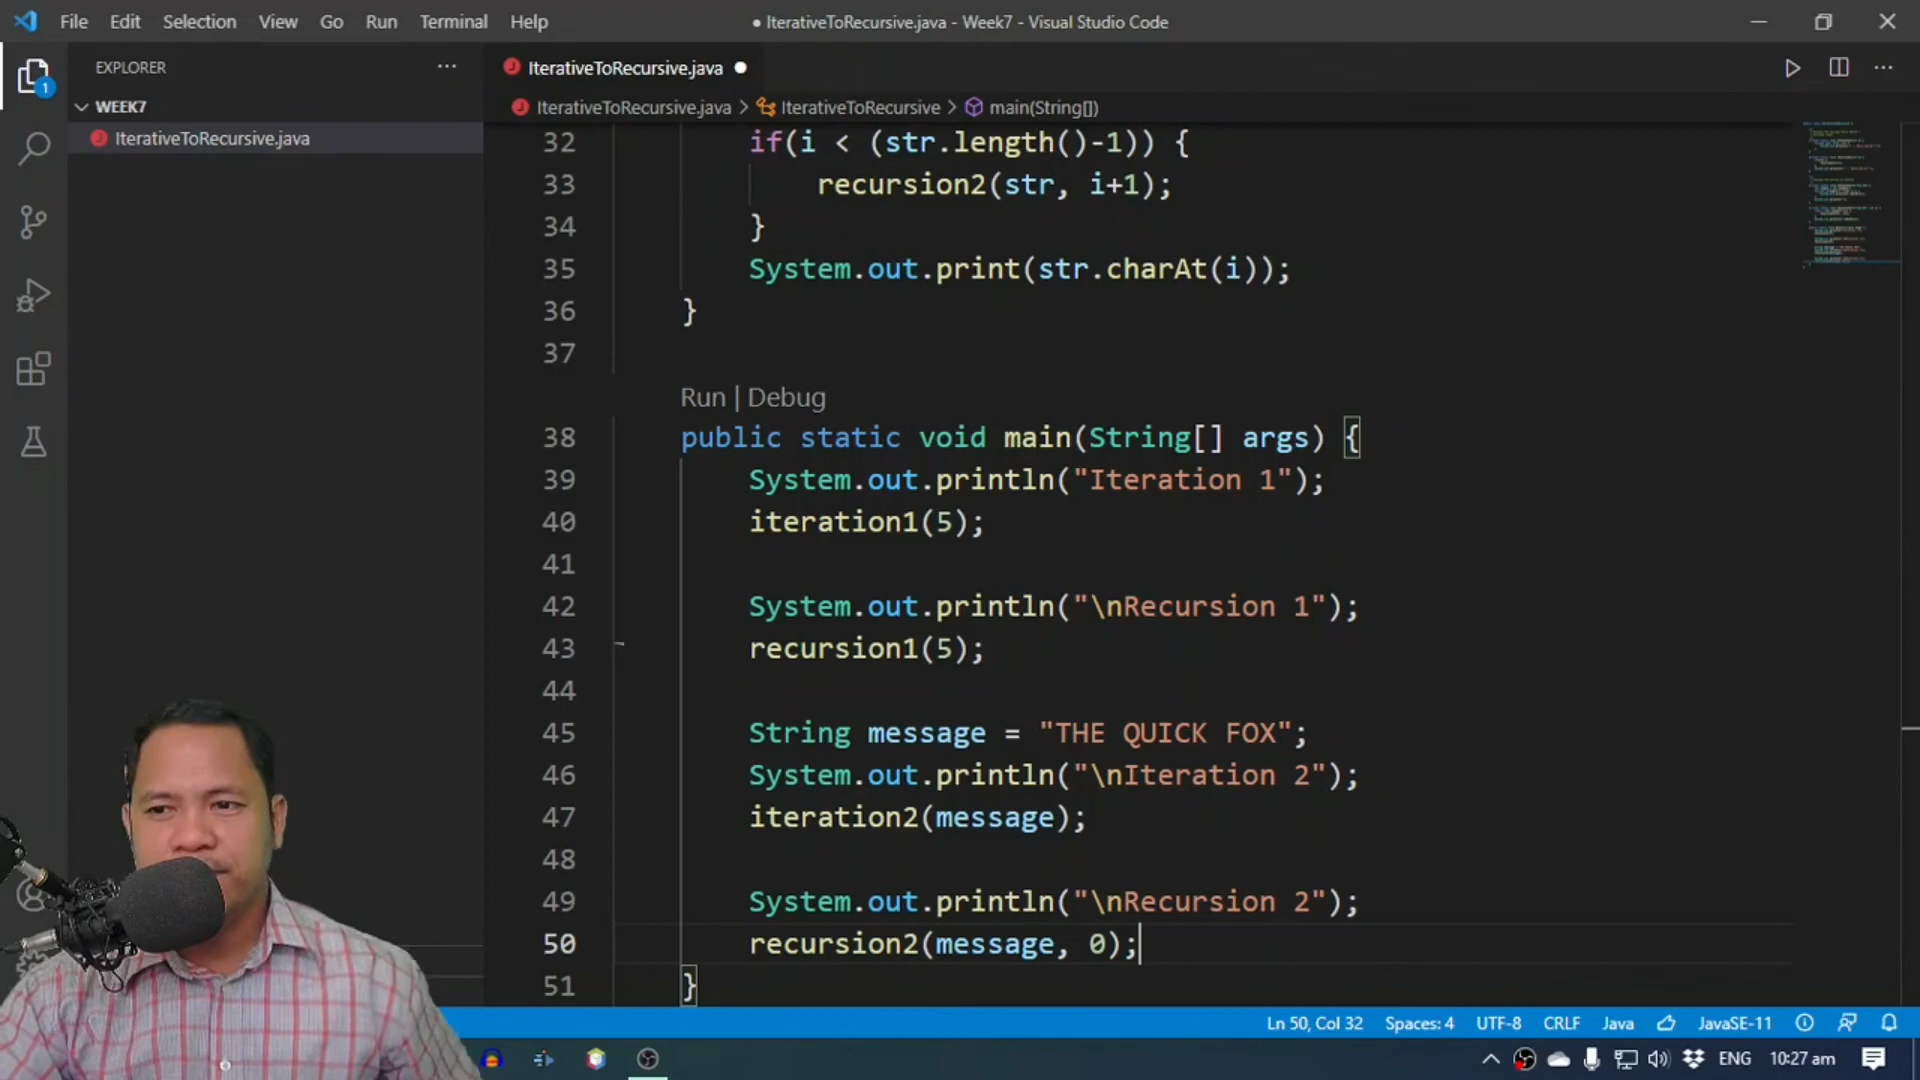 File Edit Selection View Go Run Terminal Help
● IterativeToRecursive.java - Week7 - Visual Studio Code
EXPLORER
IterativeToRecursive.java
1
WEEK7
IterativeToRecursive.java > IterativeToRecursive > main(String[])
IterativeToRecursive.java
32 if(i < (str.length()-1)) {
33 recursion2(str, i+1);
34 }
35 System.out.print(str.charAt(i));
36 }
37
Run | Debug
38 public static void main(String[] args) {
39 System.out.println("Iteration 1");
40 iteration1(5);
41
42 System.out.println("\nRecursion 1");
43 recursion1(5);
44
45 String message = "THE QUICK FOX";
46 System.out.println("\nIteration 2");
47 iteration2(message);
48
49 System.out.println("\nRecursion 2");
50 recursion2(message, 0);
51 }
Ln 50, Col 32 Spaces: 4 UTF-8 CRLF Java JavaSE-11
ENG 10:27 am